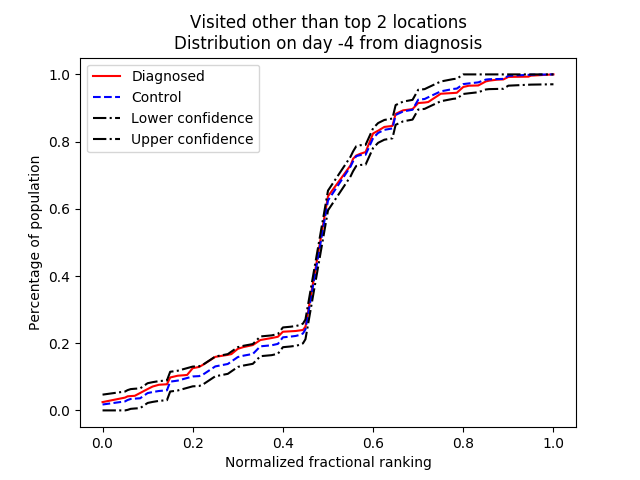 Visited other than top 2 locations
Distribution on day -4 from diagnosis
Diagnosed
Control
Lower confidence
Upper confidence
Percentage of population
1.0
0.8
0.6
0.4
0.2
0.0
0.0 0.2 0.4 0.6 0.8 1.0
Normalized fractional ranking